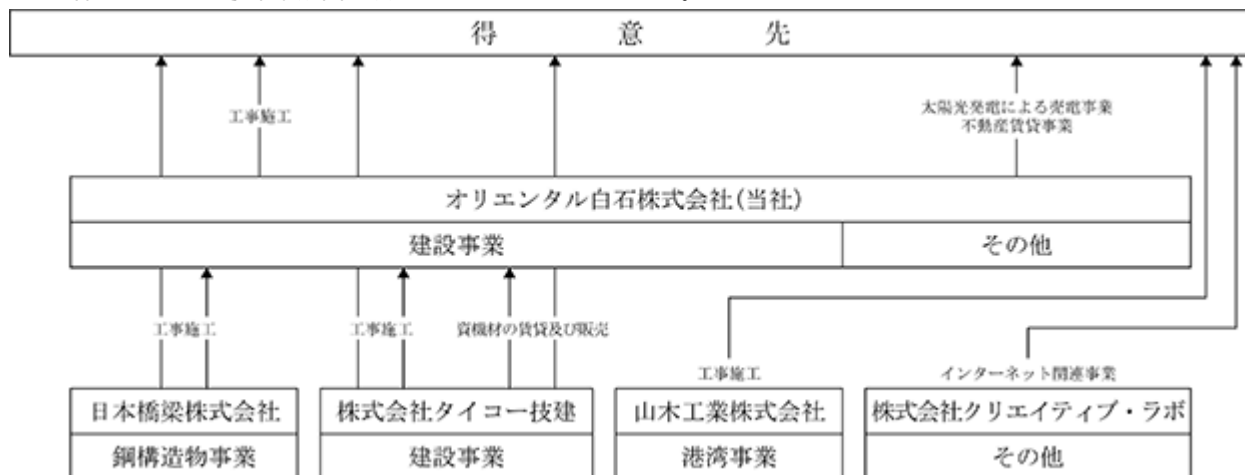 得意先
工事施工
太陽光発電による売電事業
不動産賃貸事業
オリエンタル白石株式会社(当社)
建設事業
その他
工事施工
工事施工
資機材の賃貸及び販売
工事施工
インターネット関連事業
日本橋梁株式会社
株式会社タイコー技建
山木工業株式会社
株式会社クリエイティブ・ラボ
鋼構造物事業
建設事業
港湾事業
その他